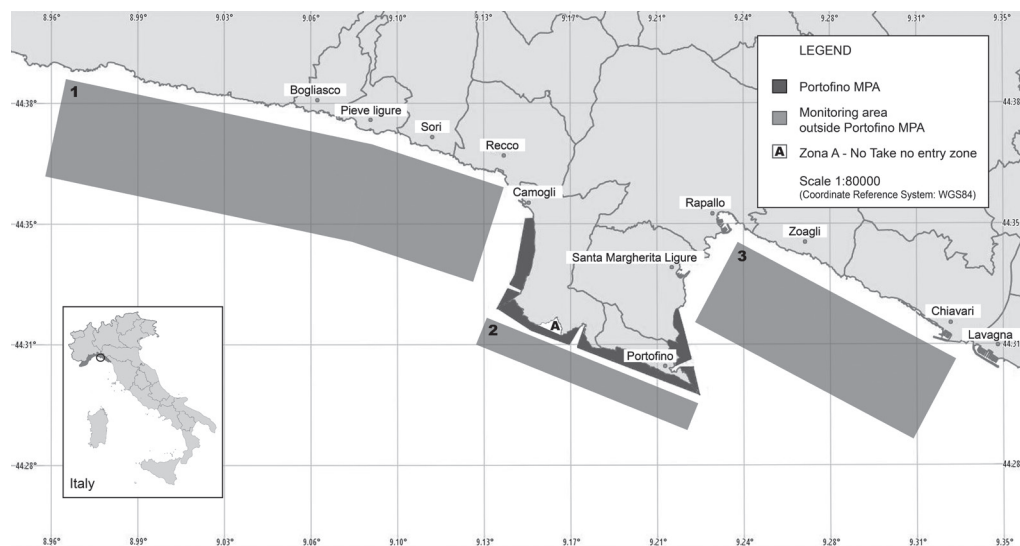 8.96° 8.99° 9.03° 9.06° 9.10° 9.13° 9.17° 9.21° 9.24° 9.28° 9.31° 9.35°
LEGEND
Portofino MPA
Monitoring area
outside Portofino MPA
A Zona A - No Take no entry zone
Scale 1:80000
(Coordinate Reference System: WGS84)
1
Bogliasco
44.38° 44.38°
Pieve ligure
Sori
Recco
Camogli
Rapallo
44.35° 44.35°
Zoagli
3
Santa Margherita Ligure
Chiavari
2
A
Lavagna
44.31° 44.31°
Portofino
44.28° 44.28°
Italy
8.96° 8.99° 9.03° 9.06° 9.10° 9.13° 9.17° 9.21° 9.24° 9.28° 9.31° 9.35°